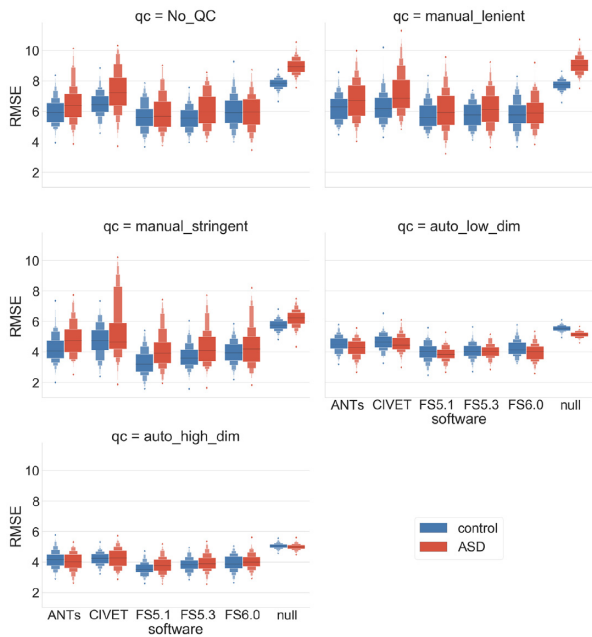 qc = No_QC
qc = manual_lenient
RMSE
10
8
6
4
2
qc = manual_stringent
qc = auto_low_dim
RMSE
10
8
6
4
2
ANTs CIVET FS5.1 FS5.3 FS6.0 null
software
qc = auto_high_dim
RMSE
10
8
6
4
2
ANTs CIVET FS5.1 FS5.3 FS6.0 null
software
control
ASD